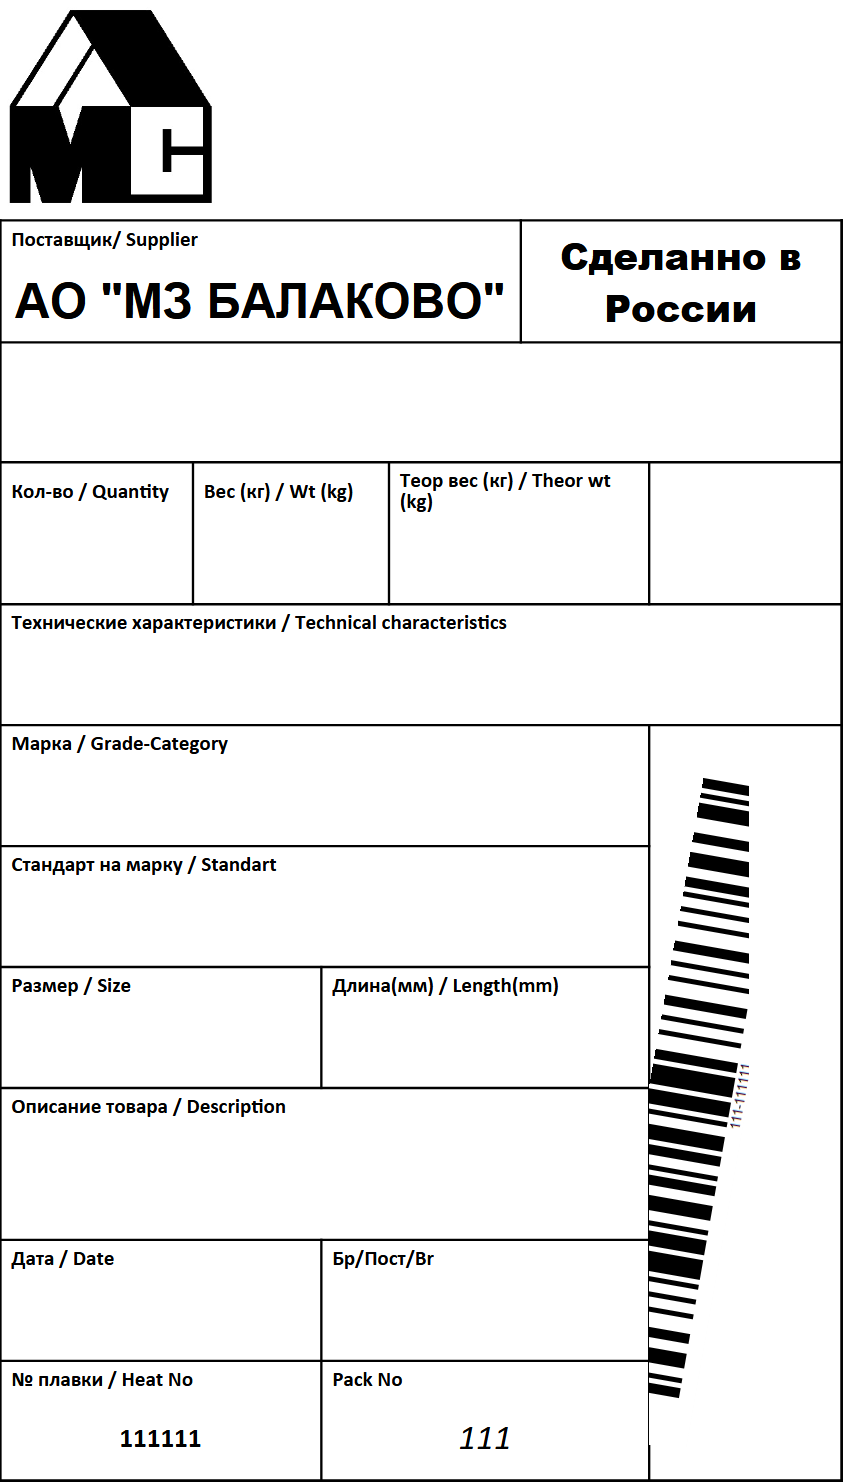 МС
Поставщик/ Supplier
АО "МЗ БАЛАКОВО"
Сделанно в
России
Кол-во / Quantity
Вес (кг) / Wt (kg)
Теор вес (кг) / Theor wt
(kg)
Технические характеристики / Technical characteristics
Марка / Grade-Category
Стандарт на марку / Standart
Размер / Size
Длина(мм) / Length(mm)
111-111111
Описание товара / Description
Дата / Date
Бр/Пост/Br
№ плавки / Heat No
111111
Pack No
111